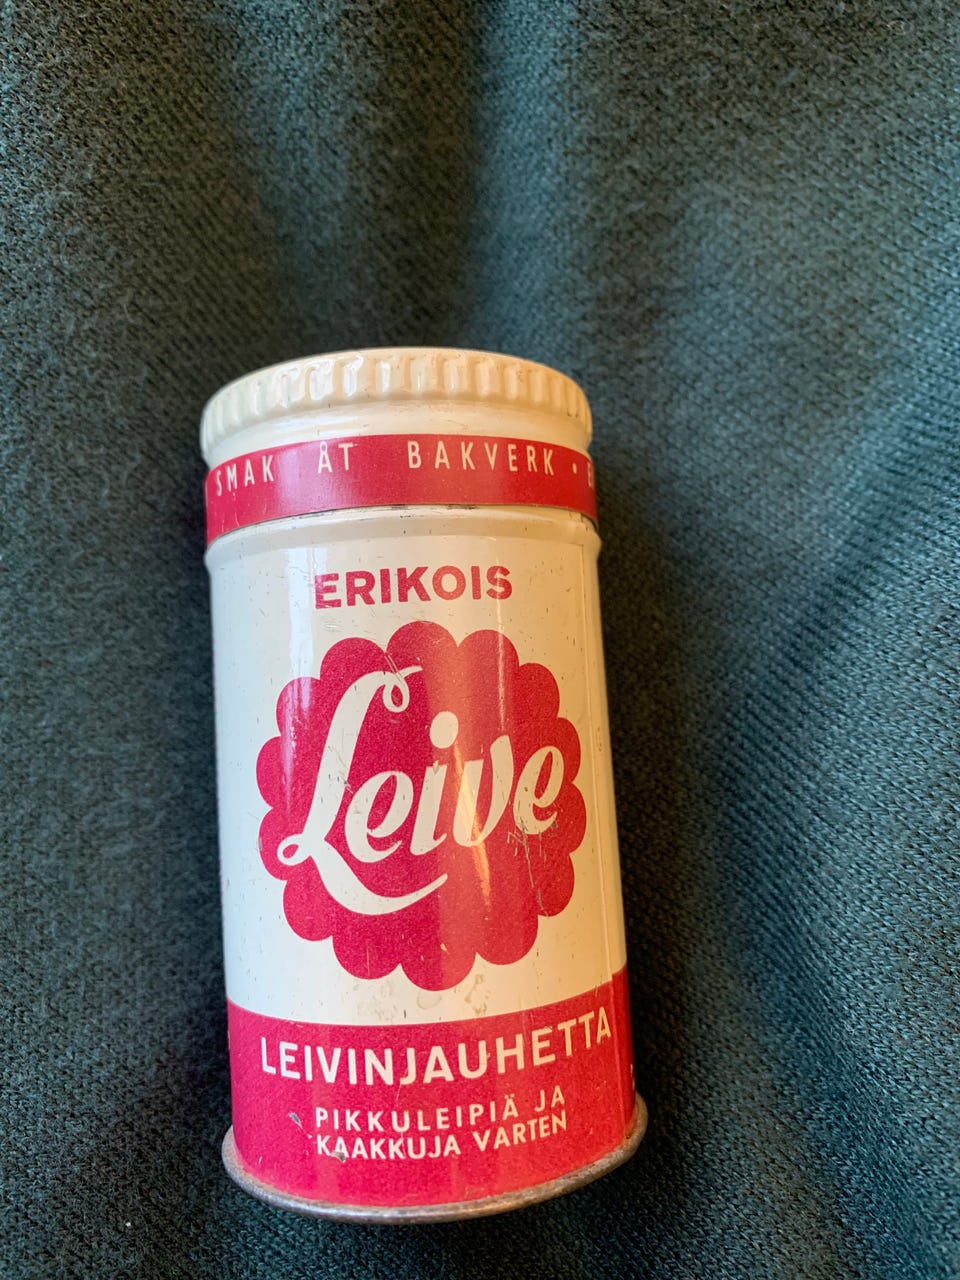 SMAK ÅT BAKVERK •
ERIKOIS
Leive
LEIVINJAUHETTA
PIKKULEIPIÄ JA
KAAKKUJA VARTEN